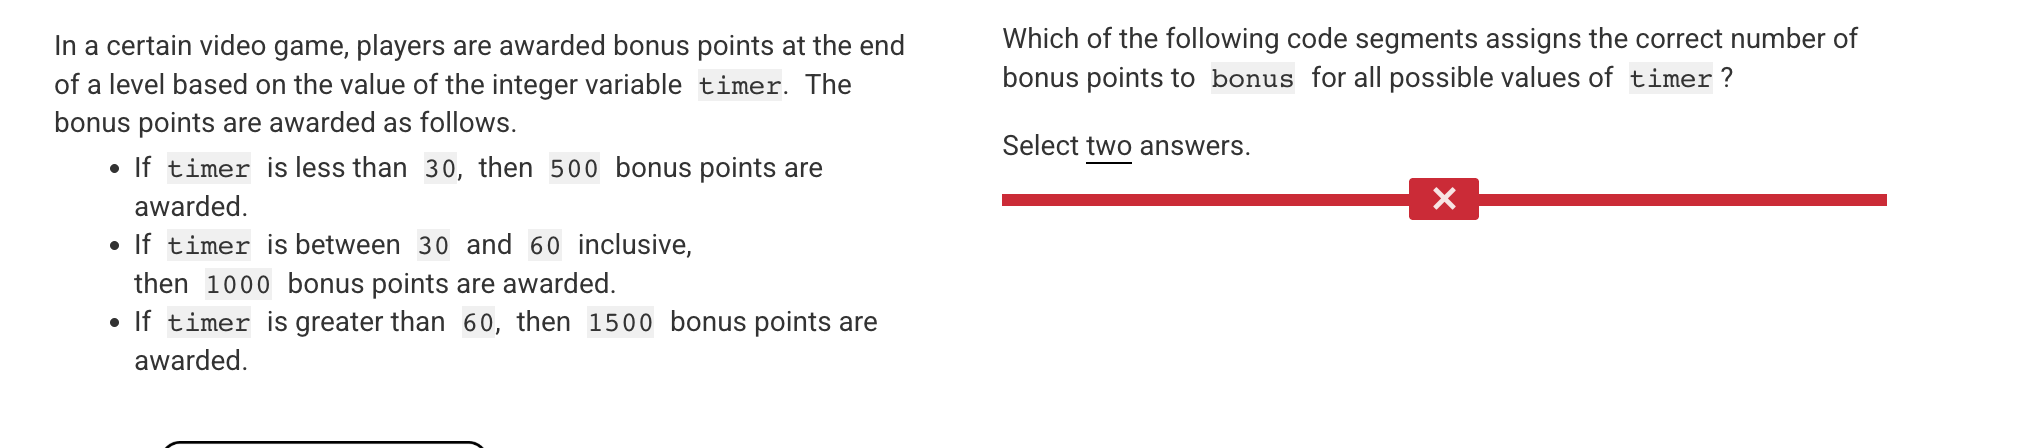 In a certain video game, players are awarded bonus points at the end
of a level based on the value of the integer variable timer. The
bonus points are awarded as follows.
• If timer is less than 30, then 500 bonus points are
awarded.
• If timer is between 30 and 60 inclusive,
then 1000 bonus points are awarded.
• If timer is greater than 60, then 1500 bonus points are
awarded.
Which of the following code segments assigns the correct number of
bonus points to bonus for all possible values of timer ?
Select two answers.